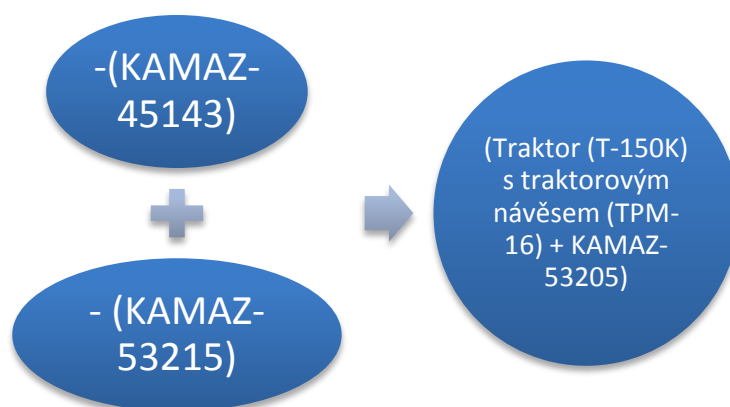 -(KAMAZ-
45143)
- (KAMAZ-
53215)
(Traktor (T-150K)
s traktorovým
návěsem (TPM-
16) + KAMAZ-
53205)